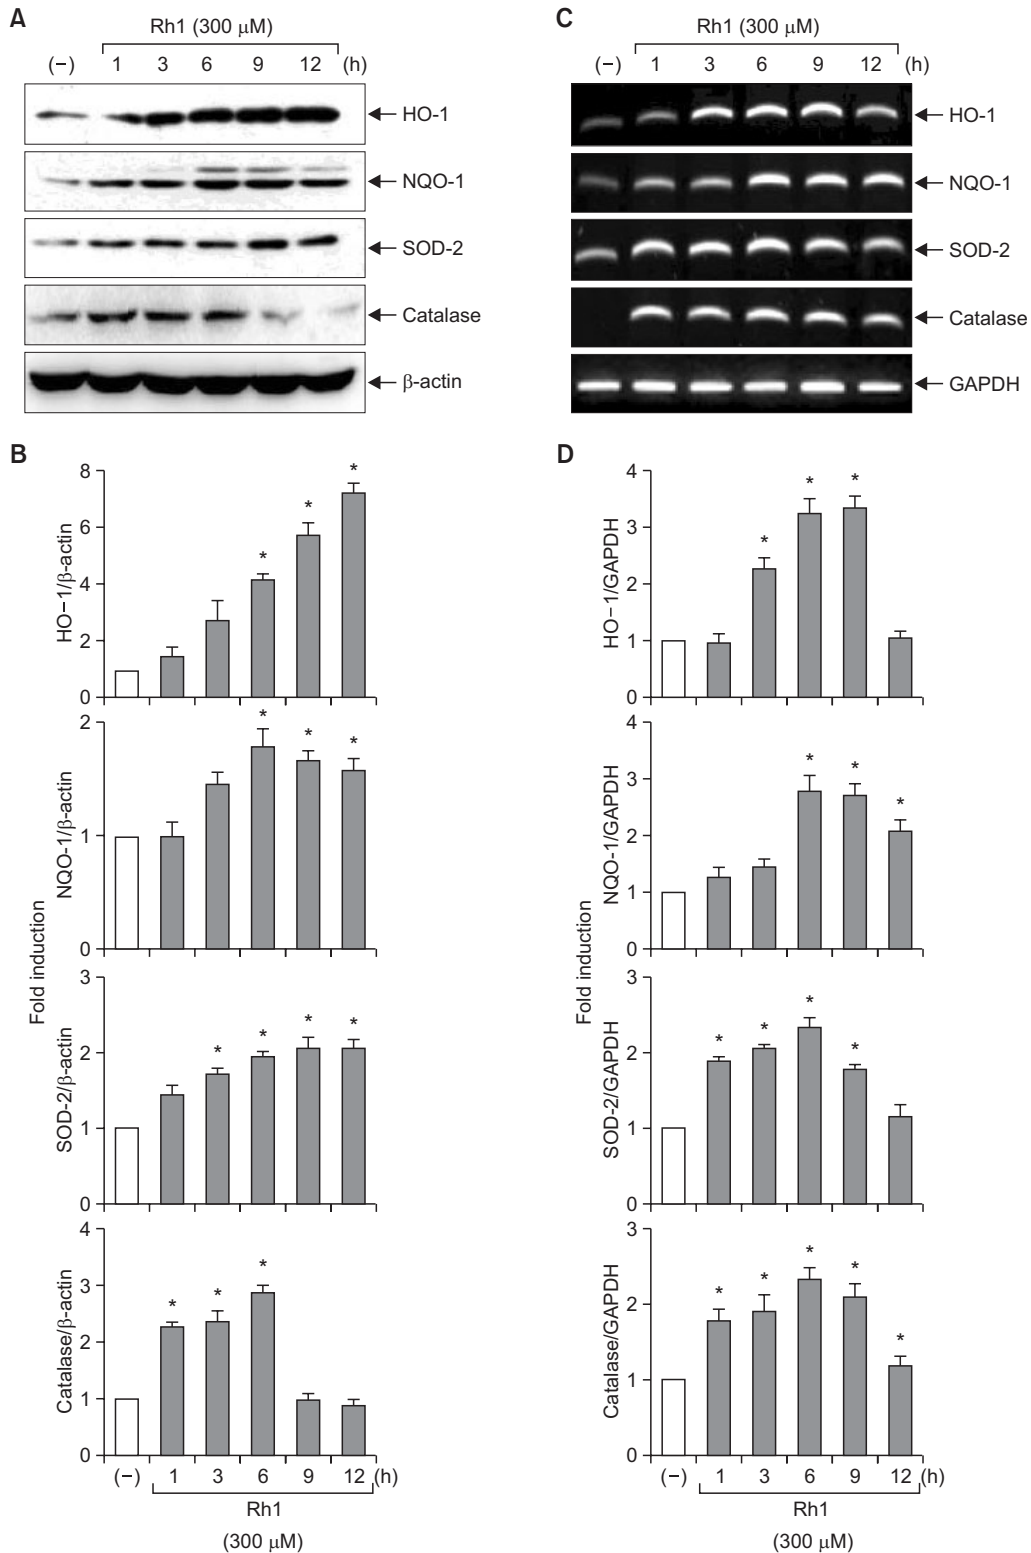 A
Rh1 (300 μM)
(−) 1 3 6 9 12 (h)
HO-1
NQO-1
SOD-2
Catalase
β-actin
C
Rh1 (300 μM)
(−) 1 3 6 9 12 (h)
HO-1
NQO-1
SOD-2
Catalase
GAPDH
B
Fold induction
HO−1/β-actin
8
6
4
2
1
0
* * *
NQO-1/β-actin
2
1
0
* * *
SOD-2/β-actin
3
2
1
0
* * * *
Catalase/β-actin
4
3
2
1
0
* * *
(−) 1 3 6 9 12 (h)
Rh1
(300 μM)
D
Fold induction
HO−1/GAPDH
4
3
2
1
0
* * *
NQO-1/GAPDH
4
3
2
1
0
* * *
SOD-2/GAPDH
3
2
1
0
* * * *
Catalase/GAPDH
3
2
1
0
* * * * *
(−) 1 3 6 9 12 (h)
Rh1
(300 μM)